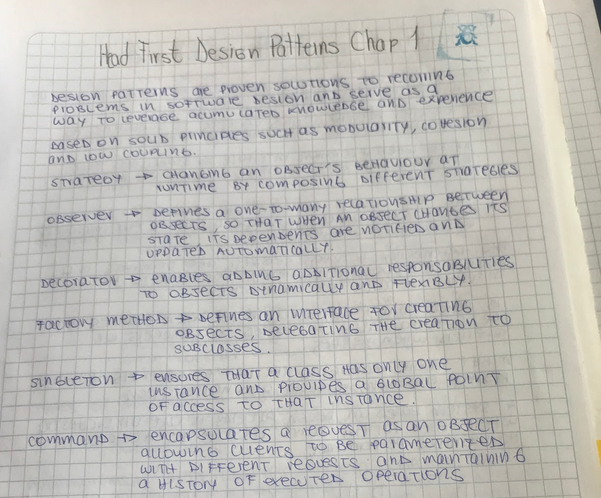 Head First Design Patterns Chap 1
DESIGN PATTERNS ARE PROVEN SOLUTIONS TO RECURRING
PROBLEMS IN SOFTWARE DESIGN AND SERVE AS A
WAY TO LEVERAGE ACUMULATED KNOWLEDGE AND EXPERIENCE
BASED ON SOLID PRINCIPLES SUCH AS MODULARITY, COHESION
AND LOW COUPLING.
STRATEGY → CHANGING AN OBJECT'S BEHAVIOUR AT
RUNTIME BY COMPOSING DIFFERENT STRATEGIES
OBSERVER → DEFINES A ONE-TO-MANY RELATIONSHIP BETWEEN
OBJECTS, SO THAT WHEN AN OBJECT CHANGES ITS
STATE, ITS DEPENDENTS ARE NOTIFIED AND
UPDATED AUTOMATICALLY.
DECORATOR → ENABLES ADDING ADDITIONAL RESPONSABILITIES
TO OBJECTS DYNAMICALLY AND FLEXIBLY.
FACTORY METHOD → DEFINES AN INTERFACE FOR CREATING
OBJECTS, DELEGATING THE CREATION TO
SUBCLASSES.
SINGLETON → ENSURES THAT A CLASS HAS ONLY ONE
INSTANCE AND PROVIDES A GLOBAL POINT
OF ACCESS TO THAT INSTANCE.
COMMAND → ENCAPSULATES A REQUEST AS AN OBJECT
ALLOWING CLIENTS TO BE PARAMETERIZED
WITH DIFFERENT REQUESTS AND MAINTAINING
A HISTORY OF EXECUTED OPERATIONS